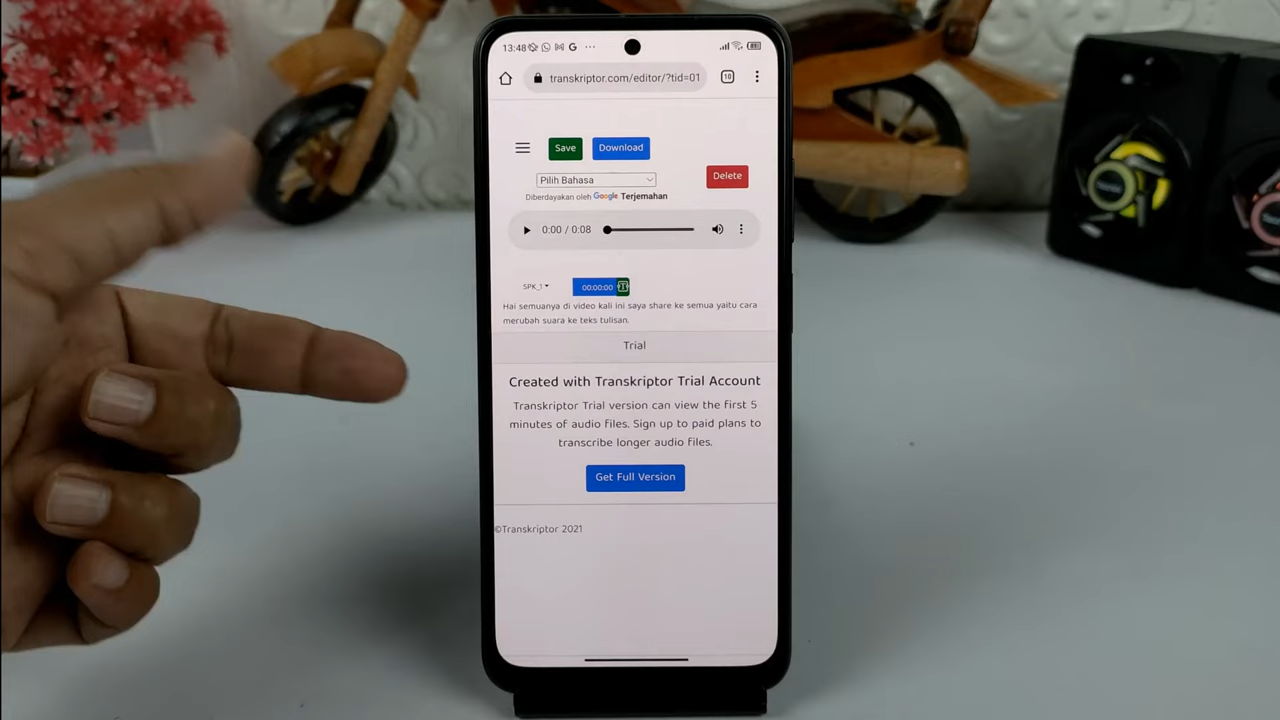 13:48
transkriptor.com/editor/?tid=01
10
Save
Download
Pilih Bahasa
Delete
Diberdayakan oleh Google Terjemahan
0:00 / 0:08
SPK_1
00:00:00
Hai semuanya di video kali ini saya share ke semua yaitu cara
merubah suara ke teks tulisan.
Trial
Created with Transkriptor Trial Account
Transkriptor Trial version can view the first 5
minutes of audio files. Sign up to paid plans to
transcribe longer audio files.
Get Full Version
©Transkriptor 2021